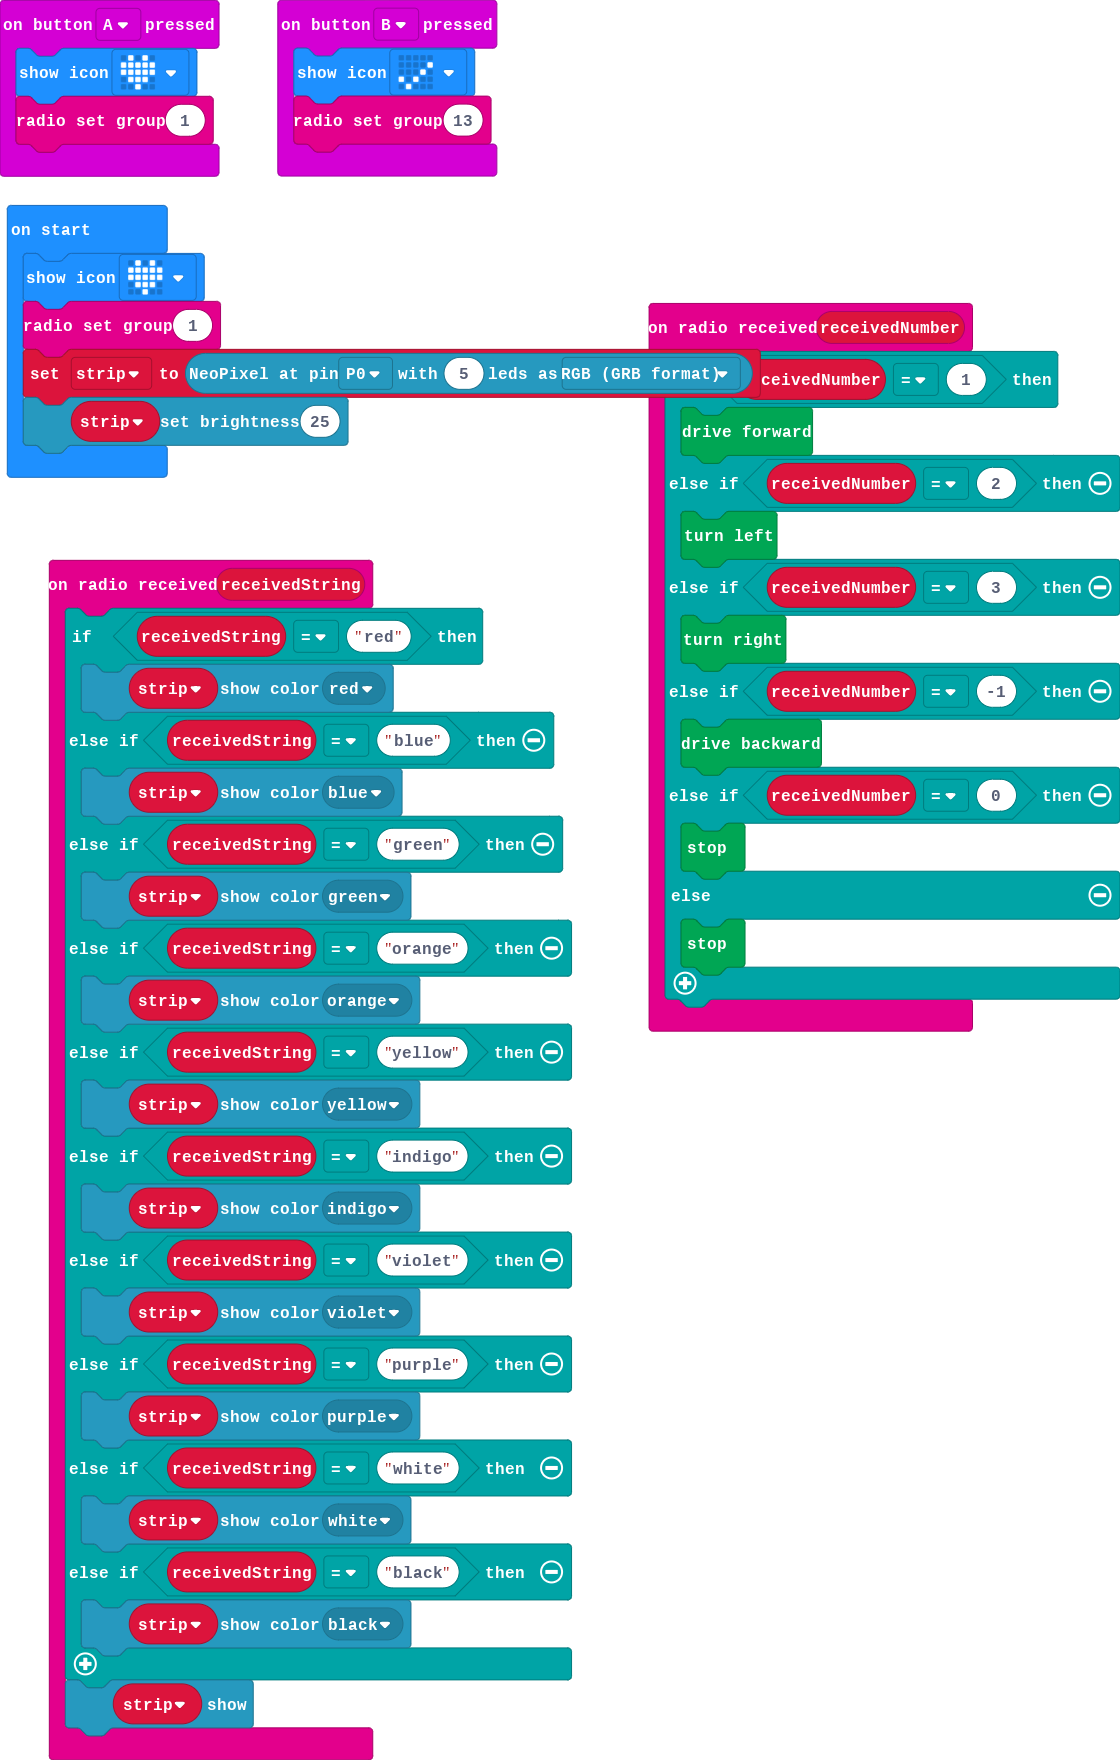 on button A pressed
show icon
radio set group 1
on button B pressed
show icon
radio set group 13
on start
show icon
radio set group 1
set strip to NeoPixel at pin P0 with 5 leds as RGB (GRB format)
strip set brightness 25
on radio received receivedNumber
ceivedNumber = 1 then
drive forward
else if receivedNumber = 2 then
turn left
else if receivedNumber = 3 then
turn right
else if receivedNumber = -1 then
drive backward
else if receivedNumber = 0 then
stop
else
stop
on radio received receivedString
if receivedString = "red" then
strip show color red
else if receivedString = "blue" then
strip show color blue
else if receivedString = "green" then
strip show color green
else if receivedString = "orange" then
strip show color orange
else if receivedString = "yellow" then
strip show color yellow
else if receivedString = "indigo" then
strip show color indigo
else if receivedString = "violet" then
strip show color violet
else if receivedString = "purple" then
strip show color purple
else if receivedString = "white" then
strip show color white
else if receivedString = "black" then
strip show color black
strip show